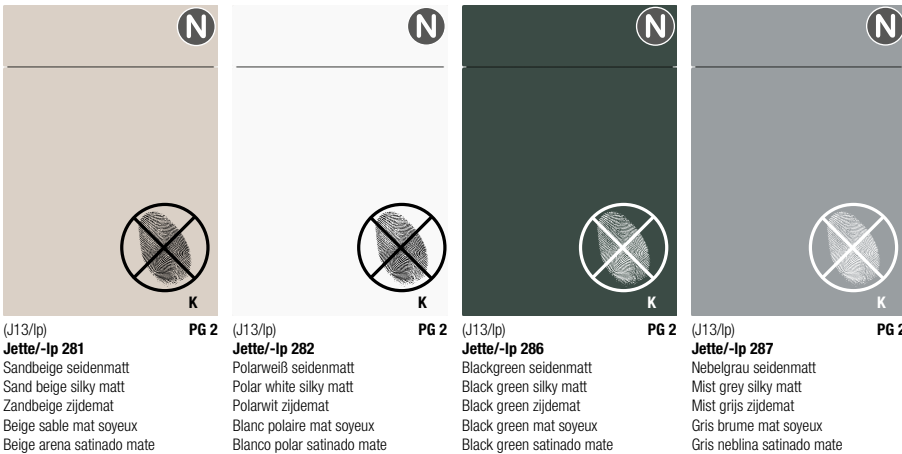 N
K
(J13/lp) PG 2
Jette/-lp 281
Sandbeige seidenmatt
Sand beige silky matt
Zandbeige zijdemat
Beige sable mat soyeux
Beige arena satinado mate
N
K
(J13/lp) PG 2
Jette/-lp 282
Polarweiß seidenmatt
Polar white silky matt
Polarwit zijdemat
Blanc polaire mat soyeux
Blanco polar satinado mate
N
K
(J13/lp) PG 2
Jette/-lp 286
Blackgreen seidenmatt
Black green silky matt
Black green zijdemat
Black green mat soyeux
Black green satinado mate
N
K
(J13/lp) PG 2
Jette/-lp 287
Nebelgrau seidenmatt
Mist grey silky matt
Mist grijs zijdemat
Gris brume mat soyeux
Gris neblina satinado mate